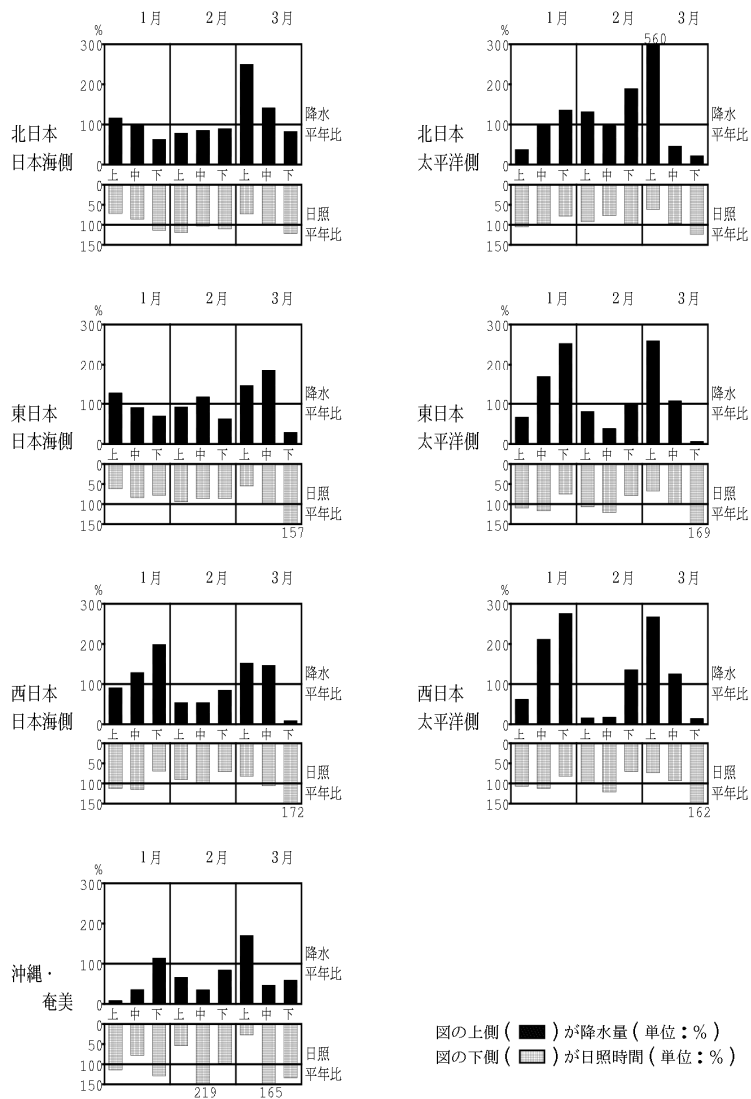 1月 2月 3月
%
300
200
100
0
降水
平年比
北日本
日本海側
上 中 下 上 中 下 上 中 下
0
50
100
150
日照
平年比
1月 2月 3月
%
560
300
200
100
0
降水
平年比
北日本
太平洋側
上 中 下 上 中 下 上 中 下
0
50
100
150
日照
平年比
1月 2月 3月
%
300
200
100
0
降水
平年比
東日本
日本海側
上 中 下 上 中 下 上 中 下
0
50
100
150
日照
平年比
157
1月 2月 3月
%
300
200
100
0
降水
平年比
東日本
太平洋側
上 中 下 上 中 下 上 中 下
0
50
100
150
日照
平年比
169
1月 2月 3月
%
300
200
100
0
降水
平年比
西日本
日本海側
上 中 下 上 中 下 上 中 下
0
50
100
150
日照
平年比
172
1月 2月 3月
%
300
200
100
0
降水
平年比
西日本
太平洋側
上 中 下 上 中 下 上 中 下
0
50
100
150
日照
平年比
162
1月 2月 3月
%
300
200
100
0
降水
平年比
沖縄・
奄美
上 中 下 上 中 下 上 中 下
0
50
100
150
日照
平年比
219 165
図の上側( )が降水量(単位:%)
図の下側( )が日照時間(単位:%)